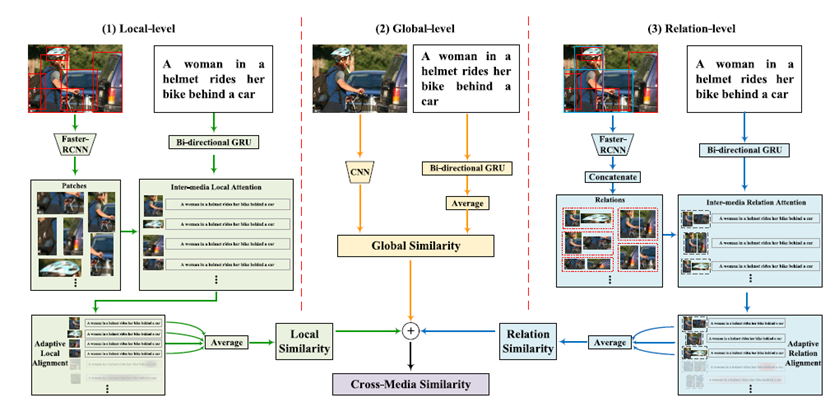 (1) Local-level
(2) Global-level
(3) Relation-level
A woman in a
helmet rides her
bike behind a car
A woman in a
helmet rides her
bike behind a
car
A woman in a
helmet rides her
bike behind a car
Faster-
RCNN
Bi-directional GRU
CNN
Bi-directional GRU
Average
Faster-
RCNN
Concatenate
Bi-directional GRU
Patches
Inter-media Local Attention
A woman in a helmet rides her bike behind a car
A woman in a helmet rides her bike behind a car
A woman in a helmet rides her bike behind a car
A woman in a helmet rides her bike behind a car
Global Similarity
Relations
Inter-media Relation Attention
A woman in a helmet rides her bike behind a car
A woman in a helmet rides her bike behind a car
A woman in a helmet rides her bike behind a car
Adaptive
Local
Alignment
A woman in a helmet rides her bike behind a car
A woman in a helmet rides her bike behind a car
A woman in a helmet rides her bike behind a car
A woman in a helmet rides her bike behind a car
Average
Local
Similarity
+
Relation
Similarity
Average
A woman in a helmet rides her bike behind a car
A woman in a helmet rides her bike behind a car
A woman in a helmet rides her bike behind a car
Adaptive
Relation
Alignment
Cross-Media Similarity